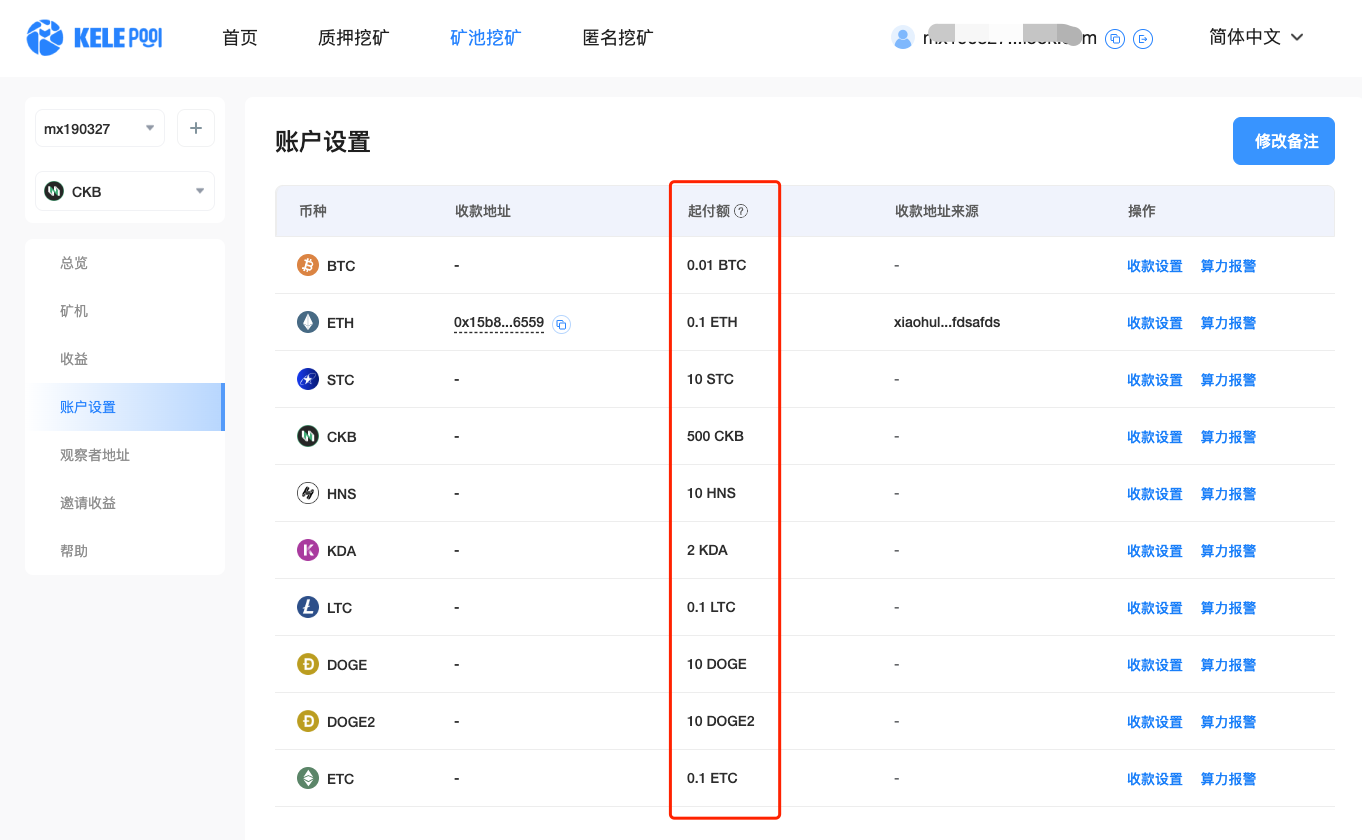 KELE POOL 首页 质押挖矿 矿池挖矿 匿名挖矿 简体中文
mx190327 +
CKB
总览
矿机
收益
账户设置
观察者地址
邀请收益
帮助
账户设置 修改备注
币种 收款地址 起付额 ? 收款地址来源 操作
BTC - 0.01 BTC - 收款设置 算力报警
ETH 0x15b8...6559 0.1 ETH xiaohul...fdsafds 收款设置 算力报警
STC - 10 STC - 收款设置 算力报警
CKB - 500 CKB - 收款设置 算力报警
HNS - 10 HNS - 收款设置 算力报警
KDA - 2 KDA - 收款设置 算力报警
LTC - 0.1 LTC - 收款设置 算力报警
DOGE - 10 DOGE - 收款设置 算力报警
DOGE2 - 10 DOGE2 - 收款设置 算力报警
ETC - 0.1 ETC - 收款设置 算力报警